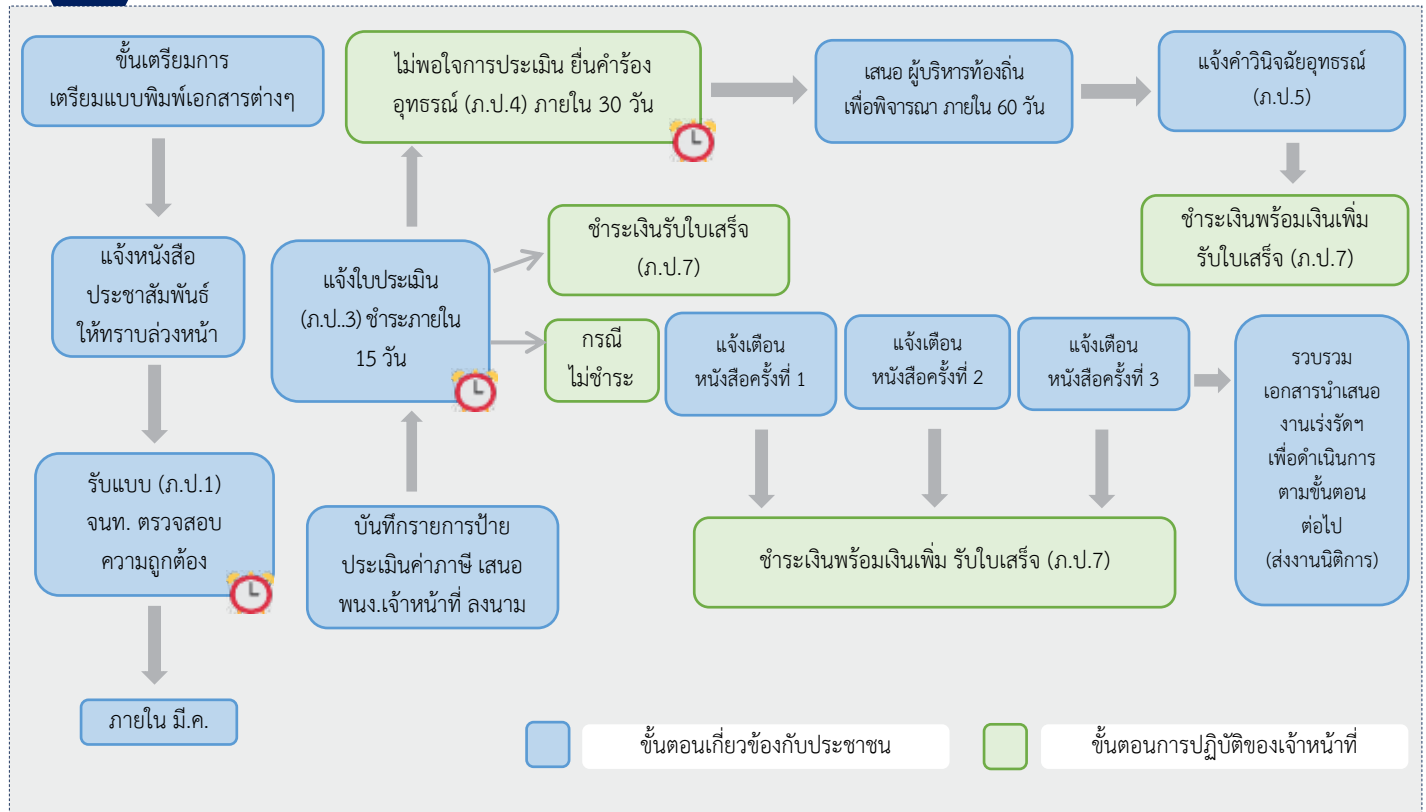 ขั้นเตรียมการ
เตรียมแบบพิมพ์เอกสารต่างๆ
แจ้งหนังสือ
ประชาสัมพันธ์
ให้ทราบล่วงหน้า
รับแบบ (ภ.ป.1)
จนท. ตรวจสอบ
ความถูกต้อง
ภายใน มี.ค.
บันทึกรายการป้าย
ประเมินค่าภาษี เสนอ
พนง.เจ้าหน้าที่ ลงนาม
แจ้งใบประเมิน
(ภ.ป..3) ชำระภายใน
15 วัน
ไม่พอใจการประเมิน ยื่นคำร้อง
อุทธรณ์ (ภ.ป.4) ภายใน 30 วัน
เสนอ ผู้บริหารท้องถิ่น
เพื่อพิจารณา ภายใน 60 วัน
แจ้งคำวินิจฉัยอุทธรณ์
(ภ.ป.5)
ชำระเงินพร้อมเงินเพิ่ม
รับใบเสร็จ (ภ.ป.7)
ชำระเงินรับใบเสร็จ
(ภ.ป.7)
กรณี
ไม่ชำระ
แจ้งเตือน
หนังสือครั้งที่ 1
แจ้งเตือน
หนังสือครั้งที่ 2
แจ้งเตือน
หนังสือครั้งที่ 3
รวบรวม
เอกสารนำเสนอ
งานเร่งรัดฯ
เพื่อดำเนินการ
ตามขั้นตอน
ต่อไป
(ส่งงานนิติการ)
ชำระเงินพร้อมเงินเพิ่ม รับใบเสร็จ (ภ.ป.7)
ขั้นตอนเกี่ยวข้องกับประชาชน
ขั้นตอนการปฏิบัติของเจ้าหน้าที่